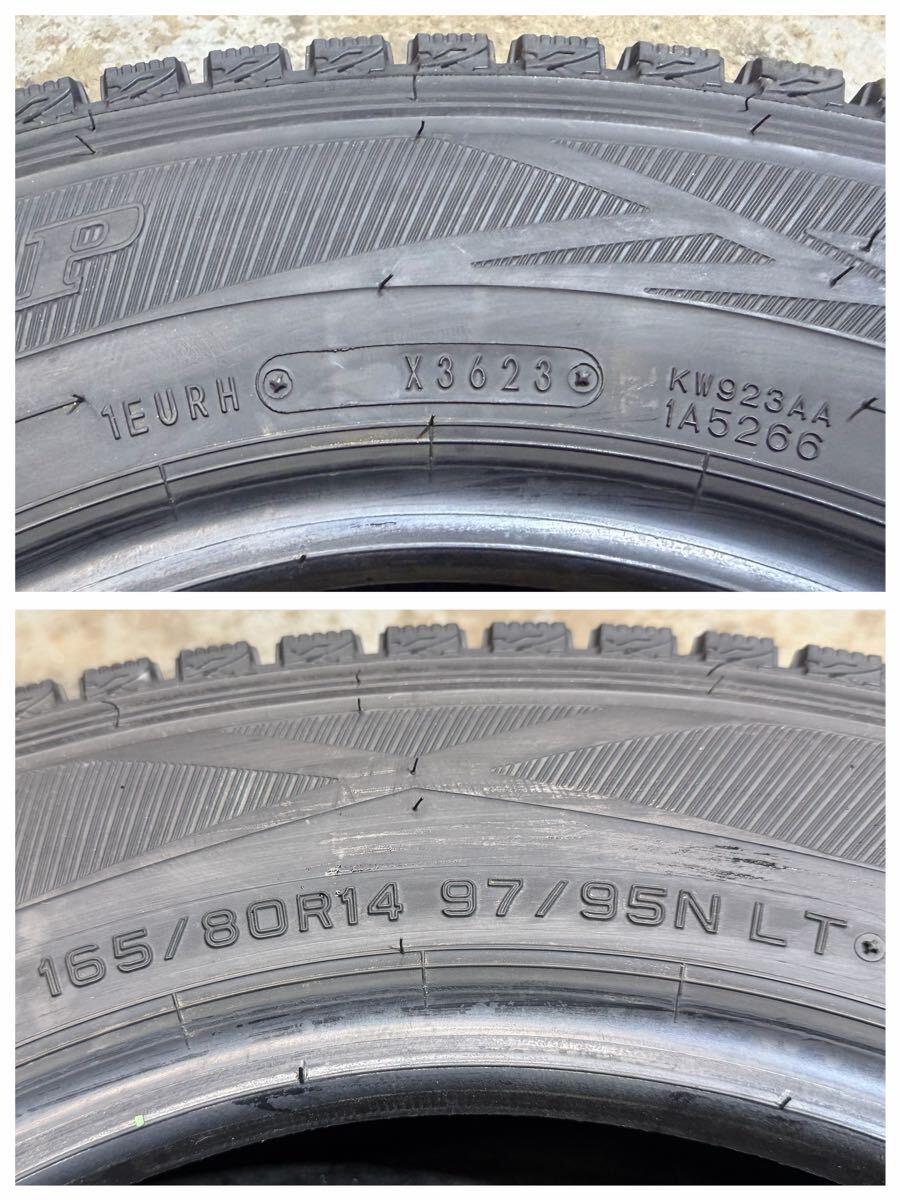 P
1EURH X3623 KW923AA
1A5266
165/80R14 97/95N LT